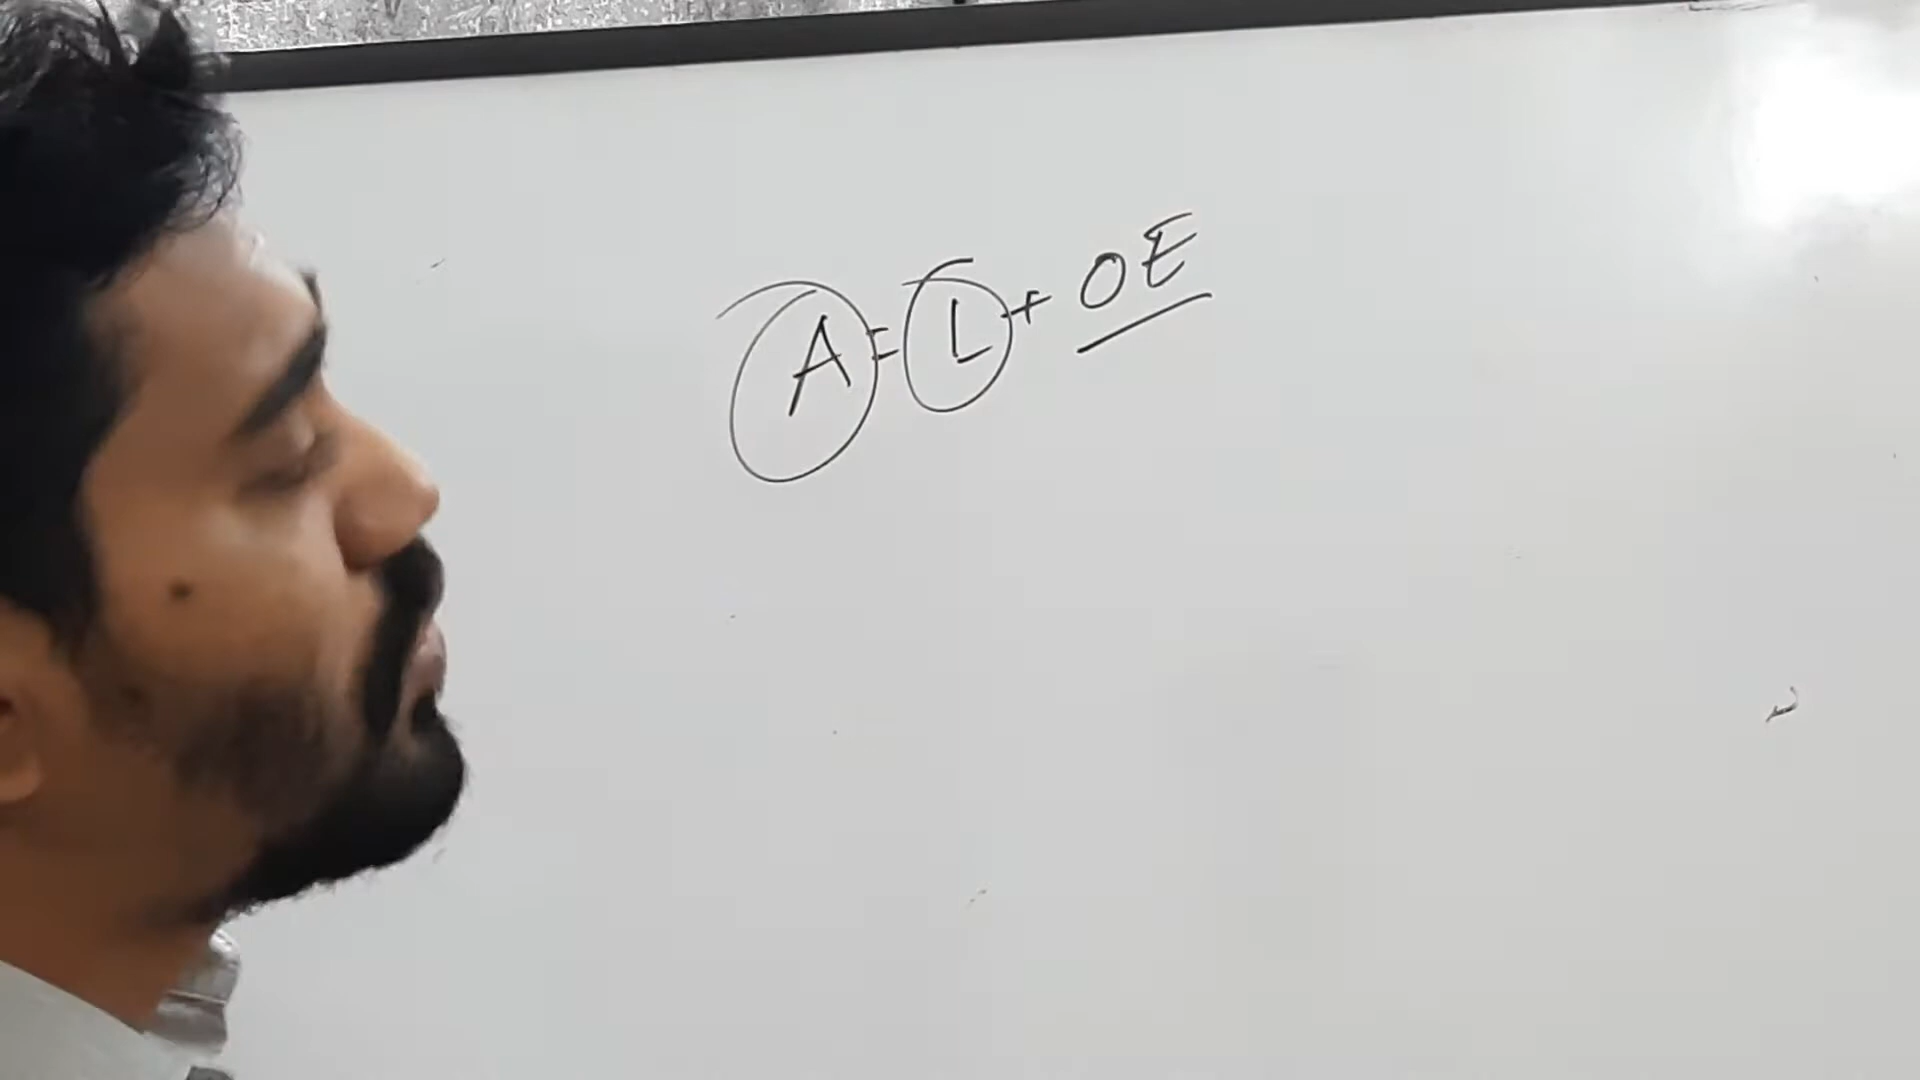 A = L + OE